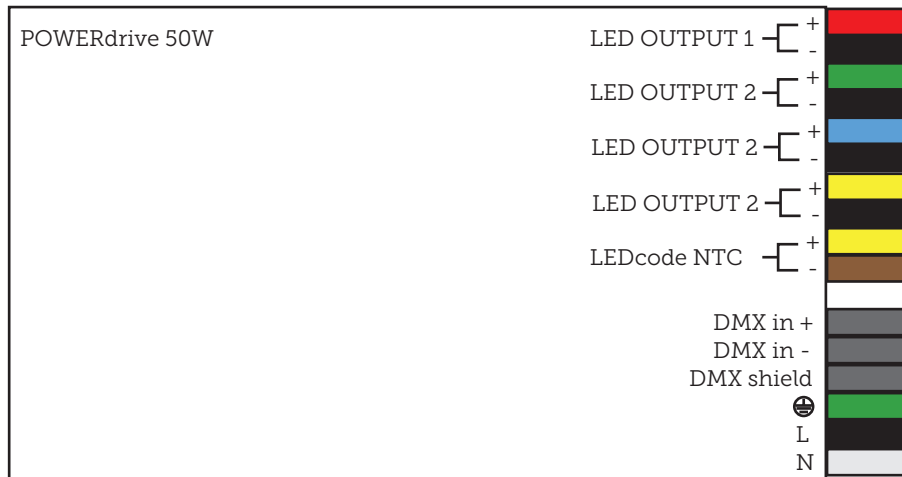 POWERdrive 50W
LED OUTPUT 1 + -
LED OUTPUT 2 + -
LED OUTPUT 2 + -
LED OUTPUT 2 + -
LEDcode NTC + -
DMX in +
DMX in -
DMX shield
L
N